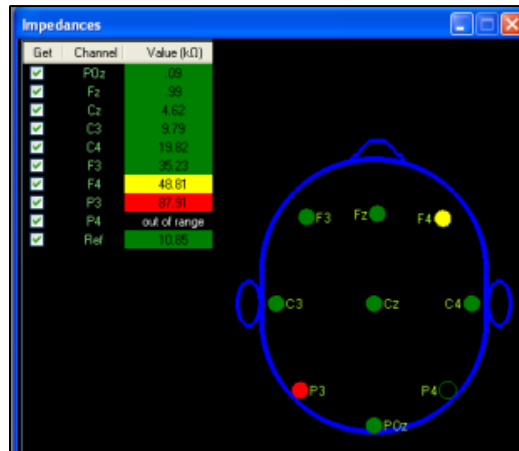 Impedances
Get Channel Value (kΩ)
POz .09
Fz .99
Cz 4.62
C3 9.79
C4 19.82
F3 35.23
F4 48.81
P3 87.91
P4 out of range
Ref 10.85
F3 Fz F4
C3 Cz C4
P3 P4
POz